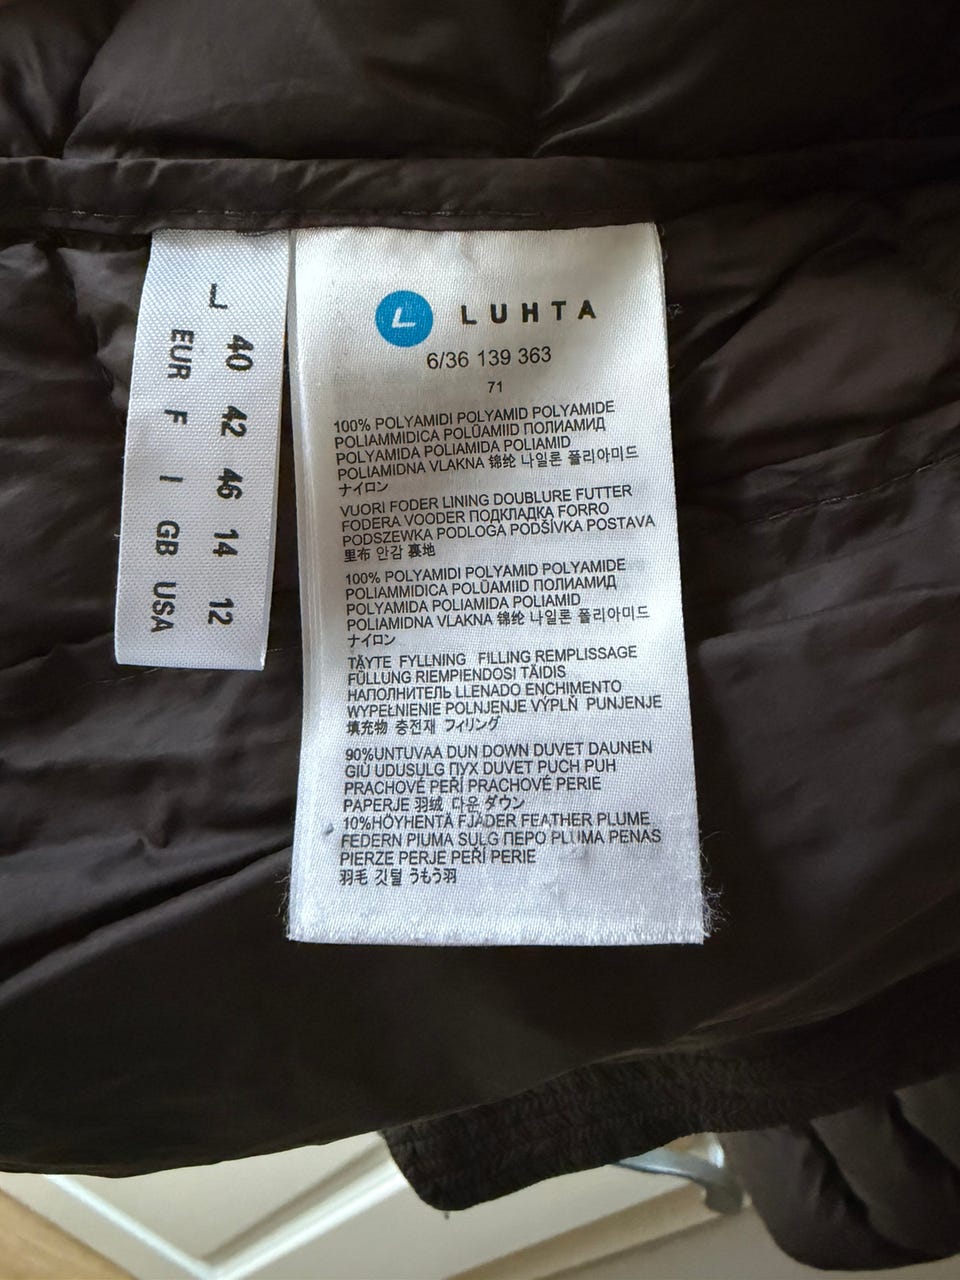 L 40 42 46 14 12
EUR F I GB USA
L LUHTA
6/36 139 363
71
100% POLYAMIDI POLYAMID POLYAMIDE
POLIAMMIDICA POLÜAMIID ПОЛИАМИД
POLYAMIDA POLIAMIDA POLIAMID
POLIAMIDNA VLAKNA 锦纶 나일론 폴리아미드
ナイロン
VUORI FODER LINING DOUBLURE FUTTER
FODERA VOODER ПОДКЛАДКА FORRO
PODSZEWKA PODLOGA PODŠÍVKA POSTAVA
里布 안감 裏地
100% POLYAMIDI POLYAMID POLYAMIDE
POLIAMMIDICA POLÜAMIID ПОЛИАМИД
POLYAMIDA POLIAMIDA POLIAMID
POLIAMIDNA VLAKNA 锦纶 나일론 폴리아미드
ナイロン
TÄYTE FYLLNING FILLING REMPLISSAGE
FÜLLUNG RIEMPIENDOSI TÄIDIS
НАПОЛНИТЕЛЬ LLENADO ENCHIMENTO
WYPEŁNIENIE POLNJENJE VÝPLŇ PUNJENJE
填充物 충전재 フィリング
90%UNTUVAA DUN DOWN DUVET DAUNEN
GIÙ UDUSULG ПУХ DUVET PUCH PUH
PRACHOVÉ PEŘÍ PRACHOVÉ PERIE
PAPERJE 羽绒 다운 ダウン
10%HÖYHENTÄ FJÄDER FEATHER PLUME
FEDERN PIUMA SULG ПЕРО PLUMA PENAS
PIERZE PERJE PEŘÍ PERIE
羽毛 깃털 うもう羽